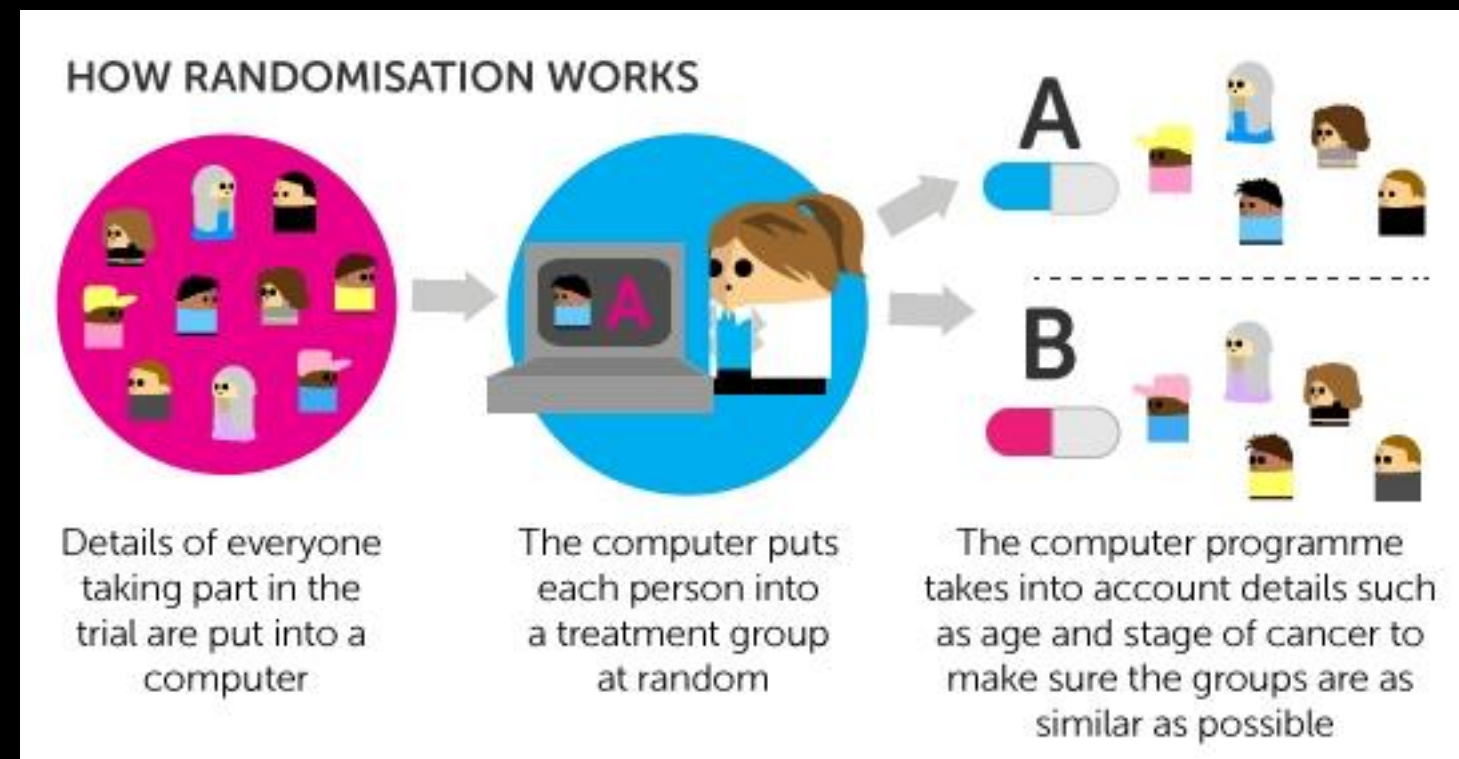 HOW RANDOMISATION WORKS
Details of everyone
taking part in the
trial are put into a
computer
A
The computer puts
each person into
a treatment group
at random
A
B
The computer programme
takes into account details such
as age and stage of cancer to
make sure the groups are as
similar as possible